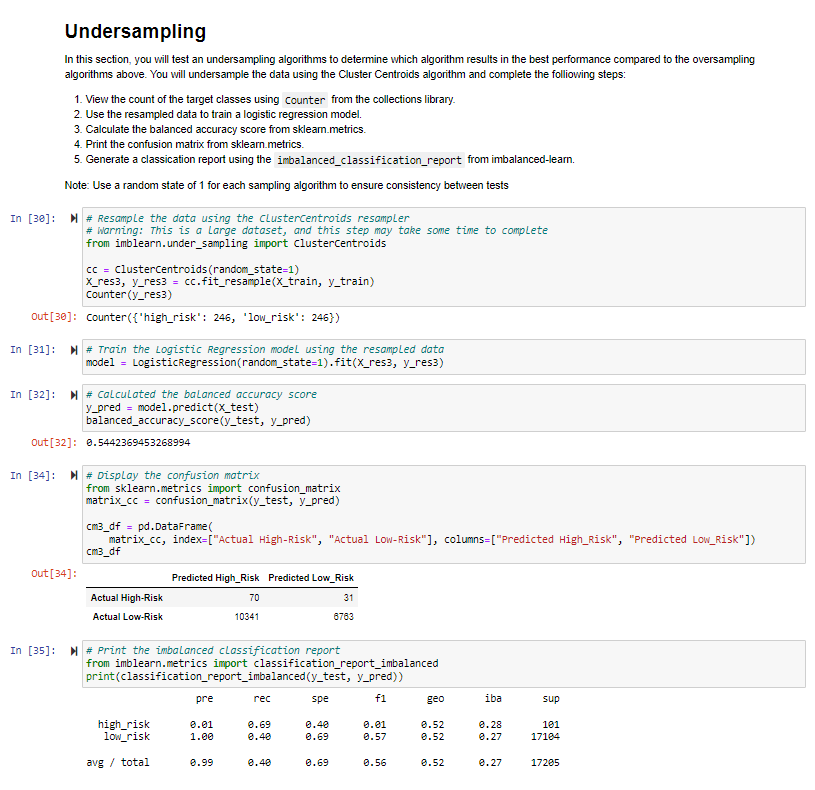 Undersampling
In this section, you will test an undersampling algorithms to determine which algorithm results in the best performance compared to the oversampling
algorithms above. You will undersample the data using the Cluster Centroids algorithm and complete the folliowing steps:
1. View the count of the target classes using Counter from the collections library.
2. Use the resampled data to train a logistic regression model.
3. Calculate the balanced accuracy score from sklearn.metrics.
4. Print the confusion matrix from sklearn.metrics.
5. Generate a classication report using the imbalanced_classification_report from imbalanced-learn.
Note: Use a random state of 1 for each sampling algorithm to ensure consistency between tests
In [30]: # Resample the data using the ClusterCentroids resampler
# Warning: This is a large dataset, and this step may take some time to complete
from imblearn.under_sampling import ClusterCentroids
cc = ClusterCentroids(random_state=1)
X_res3, y_res3 = cc.fit_resample(X_train, y_train)
Counter(y_res3)
Out[30]: Counter({'high_risk': 246, 'low_risk': 246})
In [31]: # Train the Logistic Regression model using the resampled data
model = LogisticRegression(random_state=1).fit(X_res3, y_res3)
In [32]: # Calculated the balanced accuracy score
y_pred = model.predict(X_test)
balanced_accuracy_score(y_test, y_pred)
Out[32]: 0.5442369453268994
In [34]: # Display the confusion matrix
from sklearn.metrics import confusion_matrix
matrix_cc = confusion_matrix(y_test, y_pred)
cm3_df = pd.DataFrame(
matrix_cc, index=["Actual High-Risk", "Actual Low-Risk"], columns=["Predicted High_Risk", "Predicted Low_Risk"])
cm3_df
Out[34]:
Predicted High_Risk Predicted Low_Risk
Actual High-Risk 70 31
Actual Low-Risk 10341 6763
In [35]: # Print the imbalanced classification report
from imblearn.metrics import classification_report_imbalanced
print(classification_report_imbalanced(y_test, y_pred))
pre rec spe f1 geo iba sup
high_risk 0.01 0.69 0.40 0.01 0.52 0.28 101
low_risk 1.00 0.40 0.69 0.57 0.52 0.27 17104
avg / total 0.99 0.40 0.69 0.56 0.52 0.27 17205